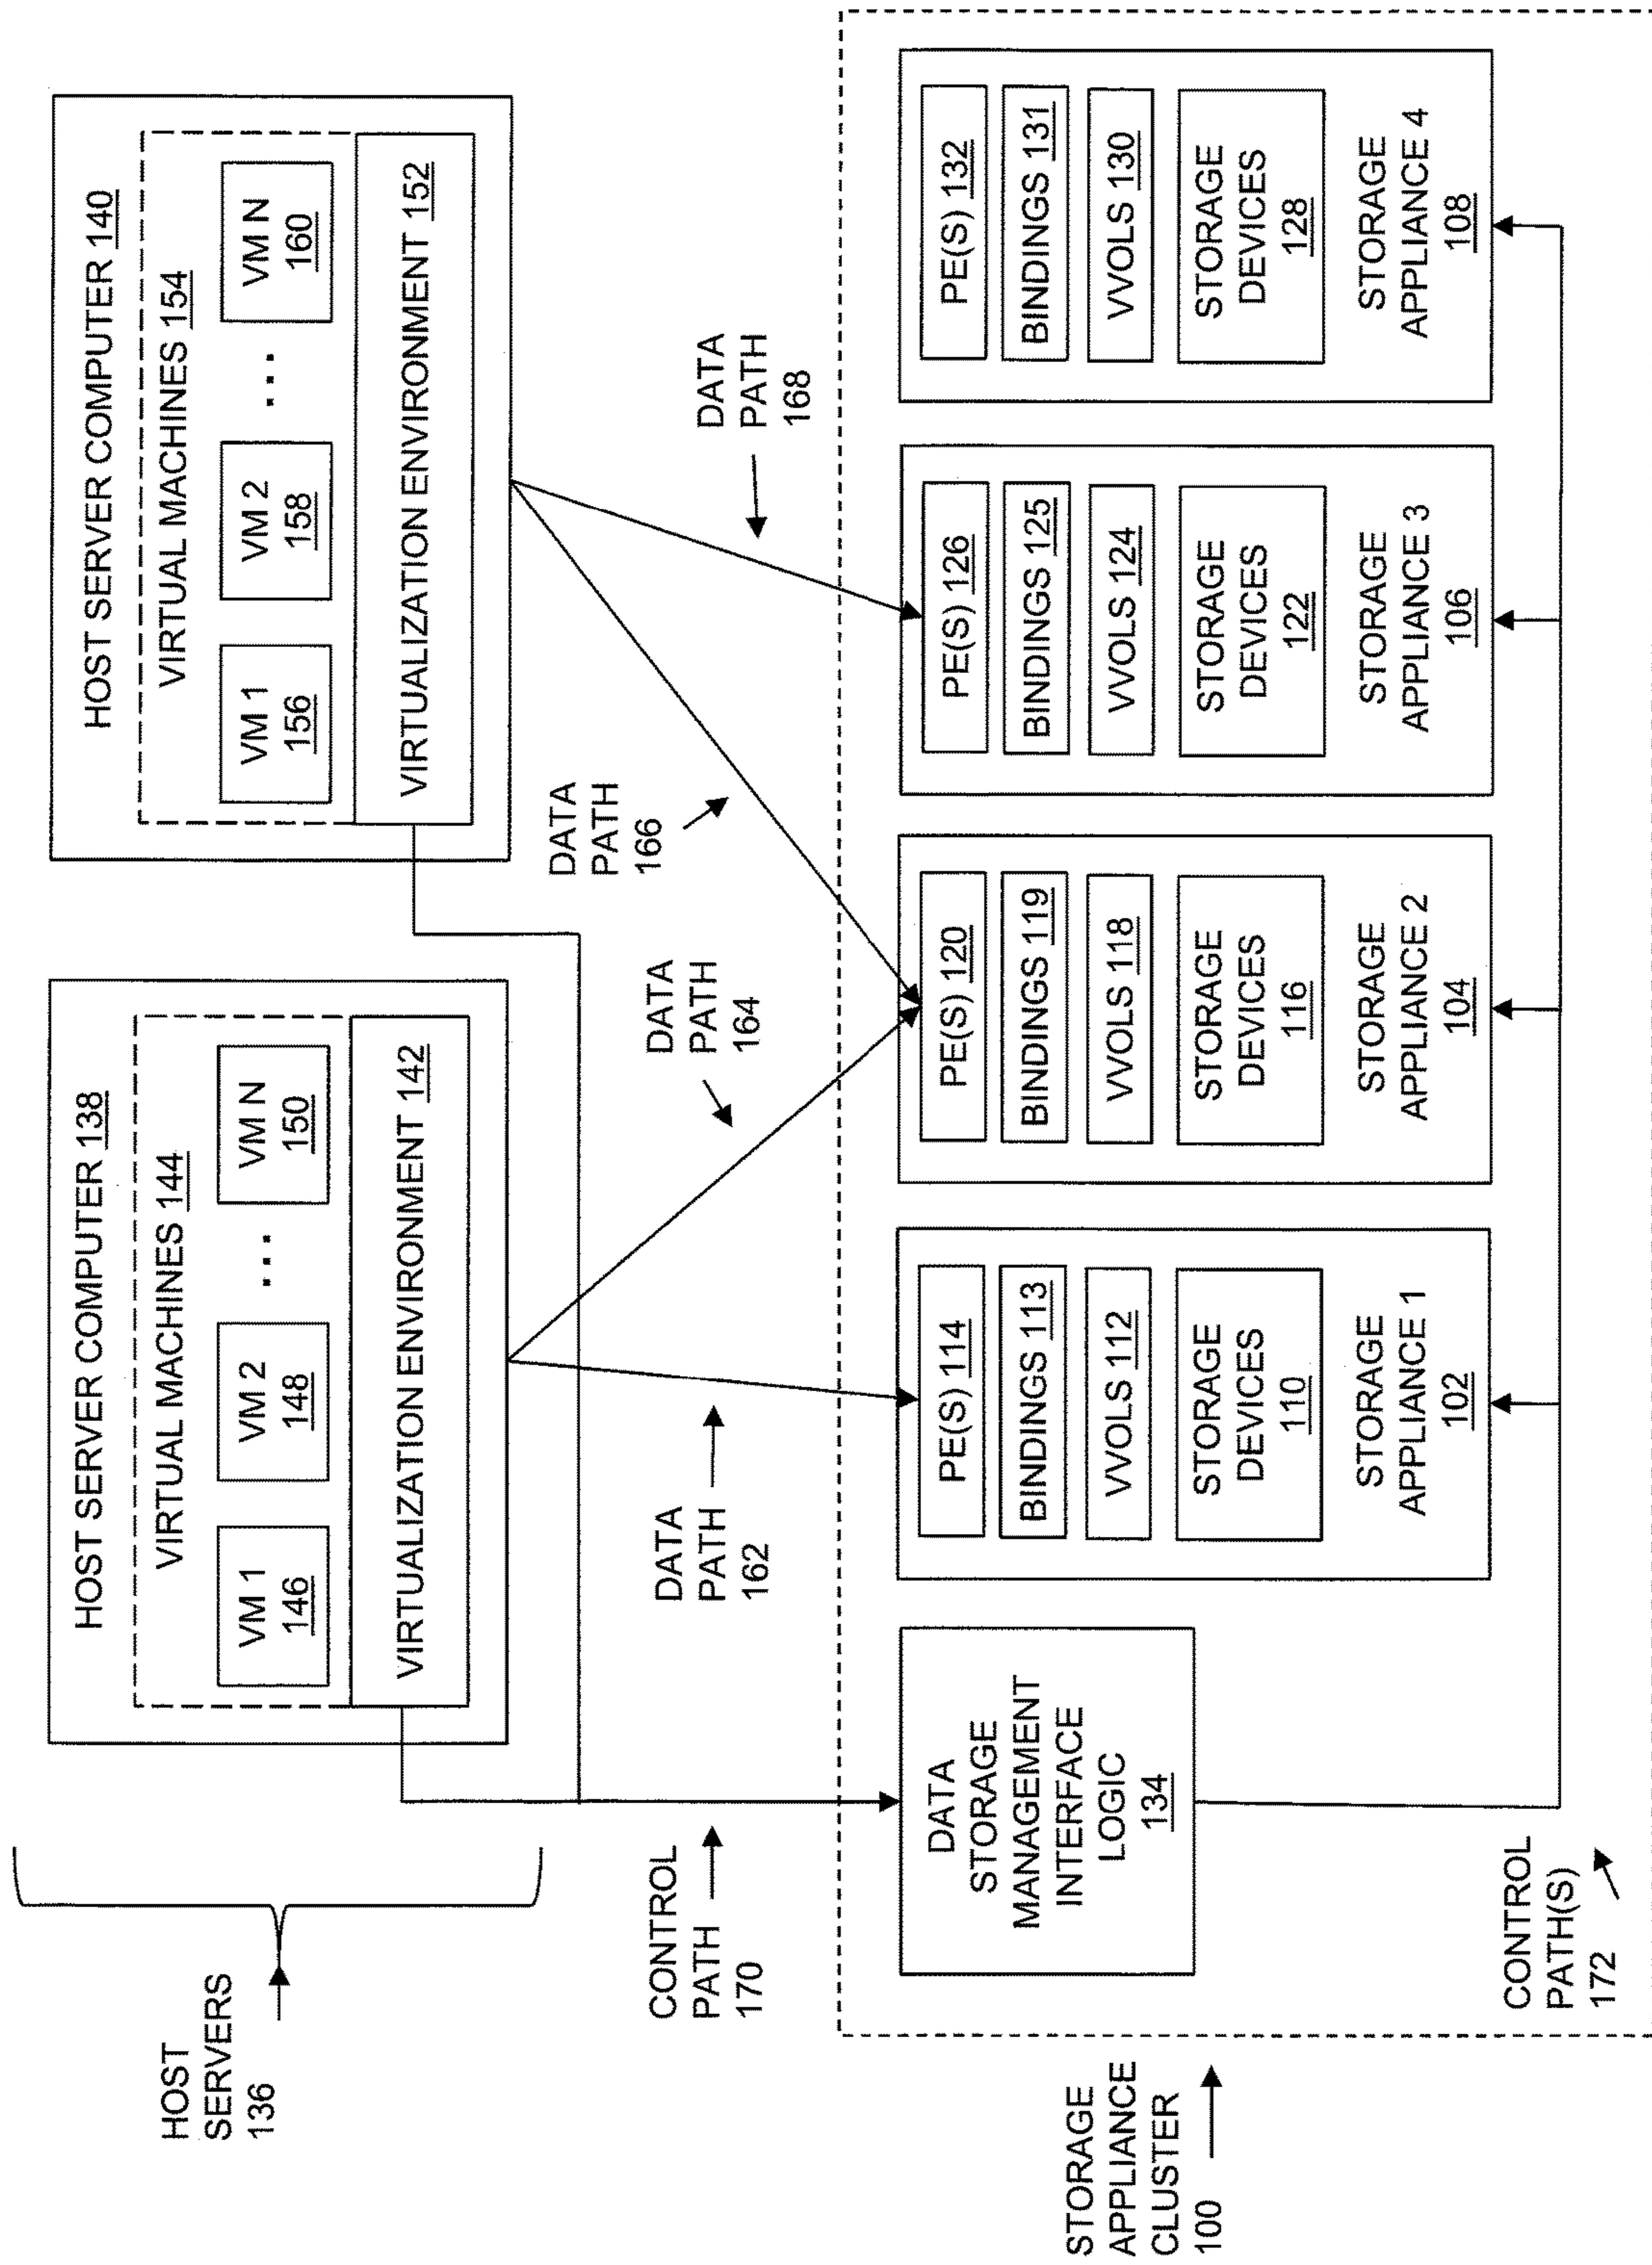 HOST
SERVERS
136
HOST SERVER COMPUTER 138
VIRTUAL MACHINES 144
VM 1
146
VM 2
148
...
VM N
150
VIRTUALIZATION ENVIRONMENT 142
HOST SERVER COMPUTER 140
VIRTUAL MACHINES 154
VM 1
156
VM 2
158
...
VM N
160
VIRTUALIZATION ENVIRONMENT 152
CONTROL
PATH
170
DATA
PATH
162
DATA
PATH
164
DATA
PATH
166
DATA
PATH
168
STORAGE
APPLIANCE
CLUSTER
100
DATA
STORAGE
MANAGEMENT
INTERFACE
LOGIC
134
PE(S) 114
BINDINGS 113
VVOLS 112
STORAGE
DEVICES
110
STORAGE
APPLIANCE 1
102
PE(S) 120
BINDINGS 119
VVOLS 118
STORAGE
DEVICES
116
STORAGE
APPLIANCE 2
104
PE(S) 126
BINDINGS 125
VVOLS 124
STORAGE
DEVICES
122
STORAGE
APPLIANCE 3
106
PE(S) 132
BINDINGS 131
VVOLS 130
STORAGE
DEVICES
128
STORAGE
APPLIANCE 4
108
CONTROL
PATH(S)
172